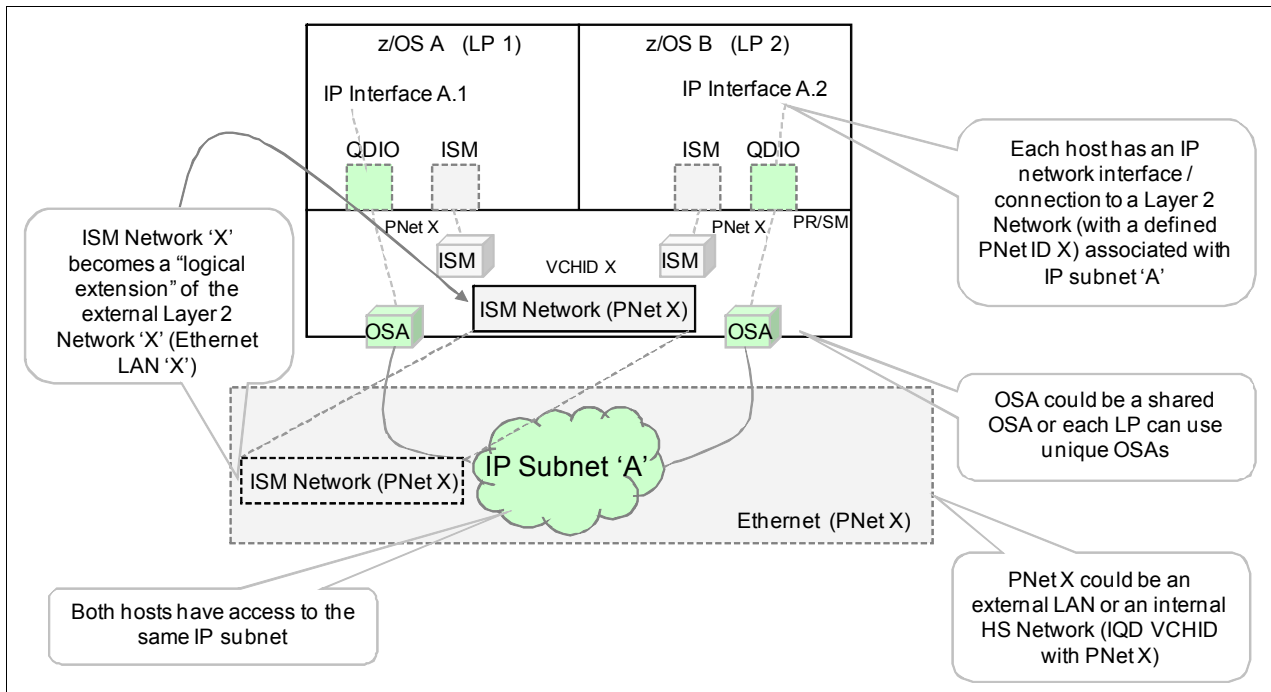 z/OS A (LP 1)
z/OS B (LP 2)
IP Interface A.1
IP Interface A.2
QDIO
ISM
ISM
QDIO
PNet X
PNet X
PR/SM
ISM
ISM
VCHID X
ISM Network (PNet X)
OSA
OSA
ISM Network ‘X’
becomes a “logical
extension” of the
external Layer 2
Network ‘X’ (Ethernet
LAN ‘X’)
Each host has an IP
network interface /
connection to a Layer 2
Network (with a defined
PNet ID X) associated with
IP subnet ‘A’
OSA could be a shared
OSA or each LP can use
unique OSAs
IP Subnet ‘A’
ISM Network (PNet X)
Ethernet (PNet X)
Both hosts have access to the
same IP subnet
PNet X could be an
external LAN or an internal
HS Network (IQD VCHID
with PNet X)